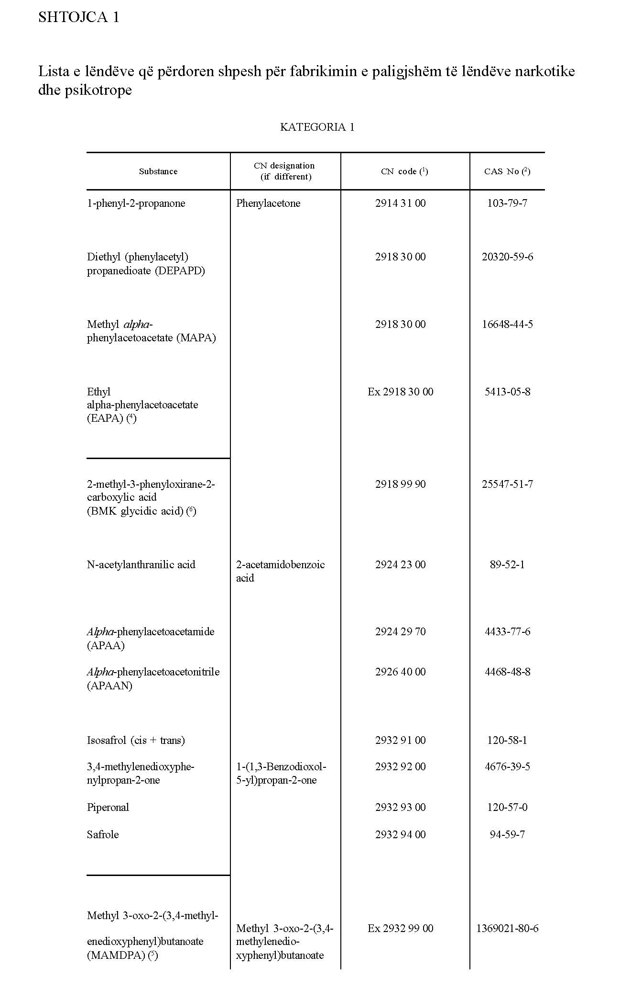 SHTOJCA 1
Lista e lëndëve që përdoren shpesh për fabrikimin e paligjshëm të lëndëve narkotike
dhe psikotrope
KATEGORIA 1
Substance
CN designation
(if different)
CN code (1)
CAS No (2)
1-phenyl-2-propanone
Phenylacetone
2914 31 00
103-79-7
Diethyl (phenylacetyl)
propanedioate (DEPAPD)
2918 30 00
20320-59-6
Methyl alpha-
phenylacetoacetate (MAPA)
2918 30 00
16648-44-5
Ethyl
alpha-phenylacetoacetate
(EAPA) (4)
Ex 2918 30 00
5413-05-8
2-methyl-3-phenyloxirane-2-
carboxylic acid
(BMK glycidic acid) (6)
2918 99 90
25547-51-7
N-acetylanthranilic acid
2-acetamidobenzoic
acid
2924 23 00
89-52-1
Alpha-phenylacetoacetamide
(APAA)
2924 29 70
4433-77-6
Alpha-phenylacetoacetonitrile
(APAAN)
2926 40 00
4468-48-8
Isosafrol (cis + trans)
2932 91 00
120-58-1
3,4-methylenedioxyphe-
nylpropan-2-one
1-(1,3-Benzodioxol-
5-yl)propan-2-one
2932 92 00
4676-39-5
Piperonal
2932 93 00
120-57-0
Safrole
2932 94 00
94-59-7
Methyl 3-oxo-2-(3,4-methyl-
enedioxyphenyl)butanoate
(MAMDPA) (5)
Methyl 3-oxo-2-(3,4-
methylenedio-
xyphenyl)butanoate
Ex 2932 99 00
1369021-80-6